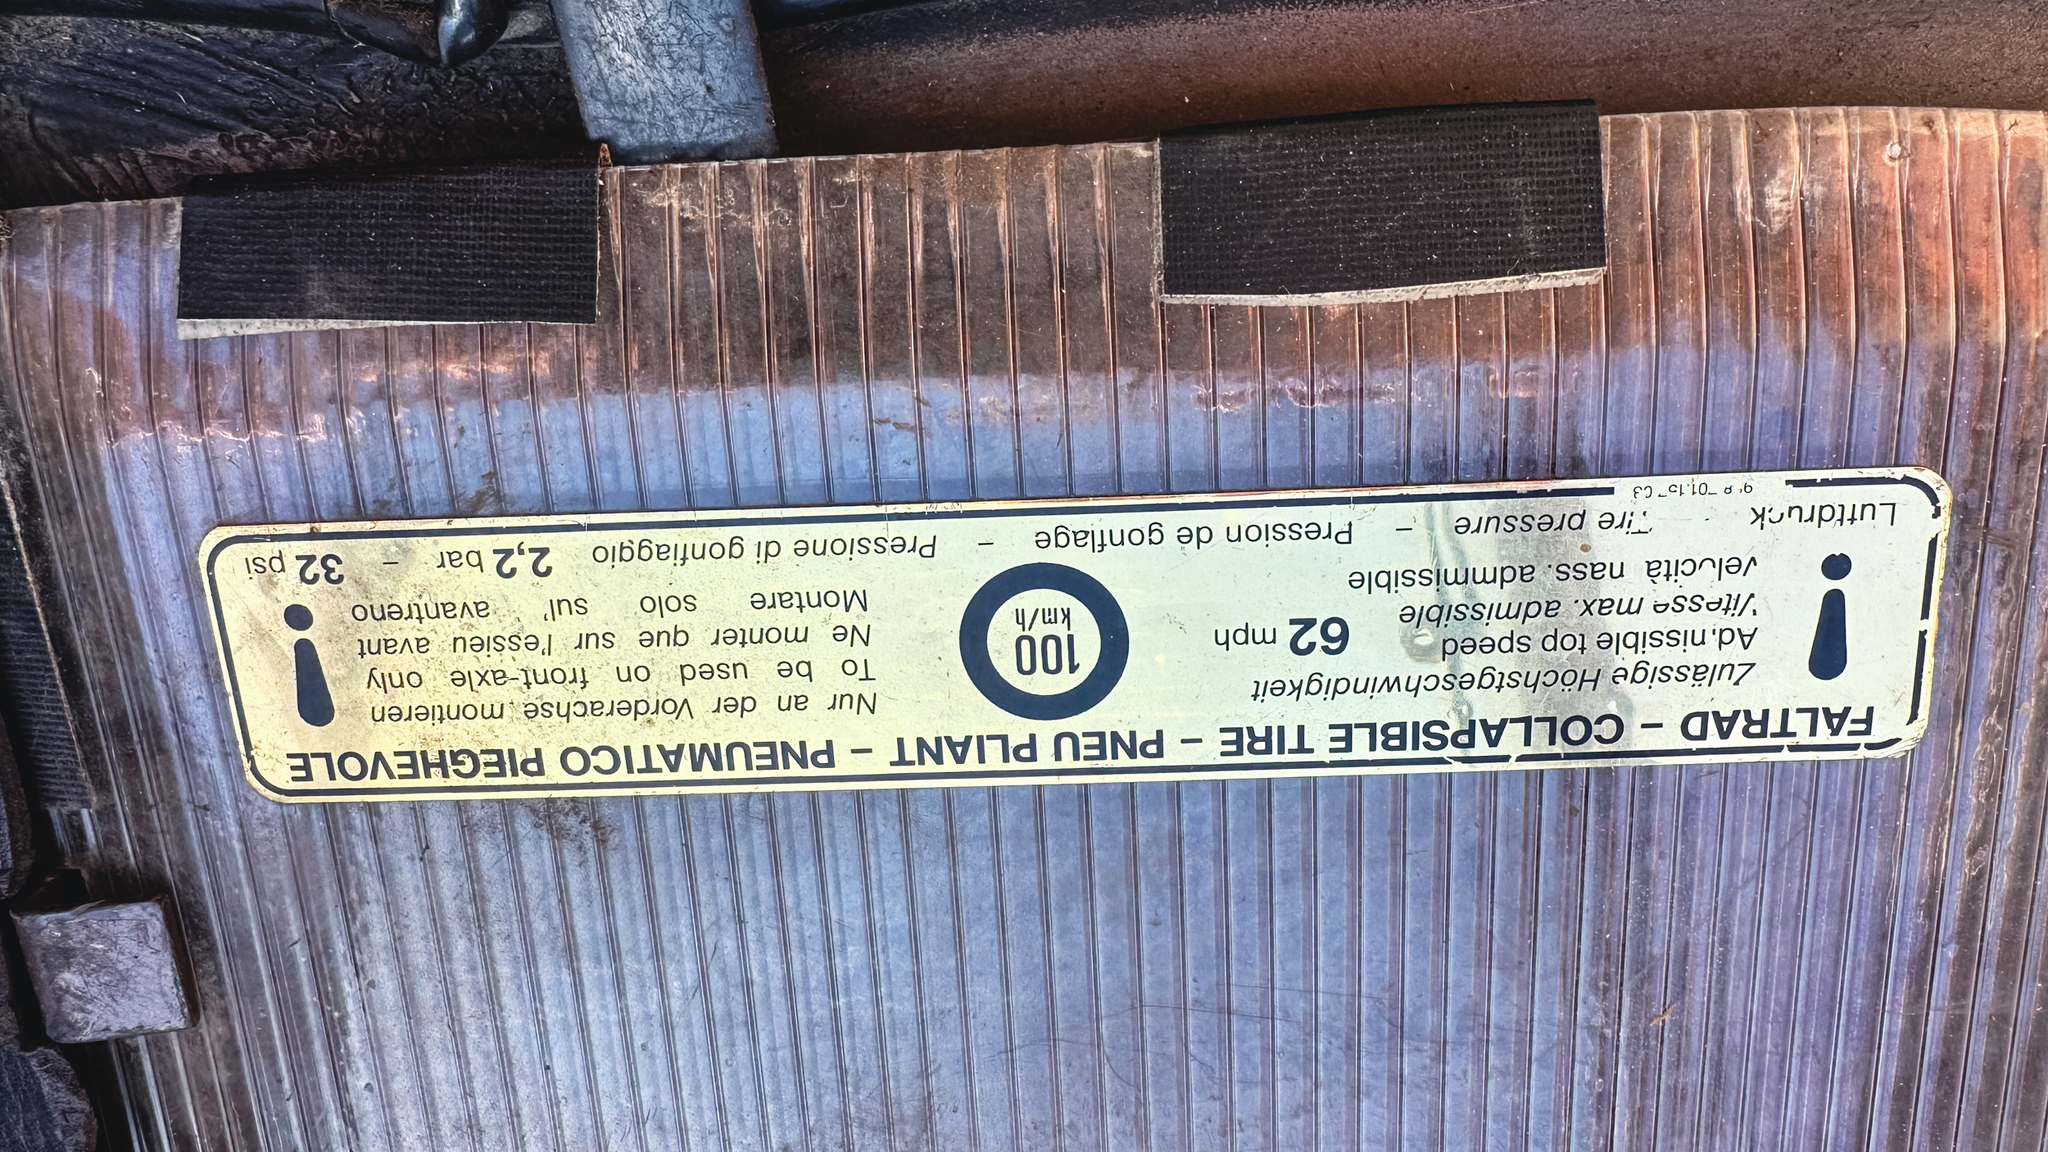 FALTRAD – COLLAPSIBLE TIRE – PNEU PLIANT – PNEUMATICO PIEGHEVOLE
Zulässige Höchstgeschwindigkeit
Admissible top speed
Vitesse max. admissible
velocità mass. admmissible
62 mph
100
km/h
Nur an der Vorderachse montieren
To be used on front-axle only
Ne monter que sur l'essieu avant
Montare solo sul' avantreno
Luftdruck – Tire pressure – Pression de gonflage – Pressione di gonfiaggio 2,2 bar – 32 psi